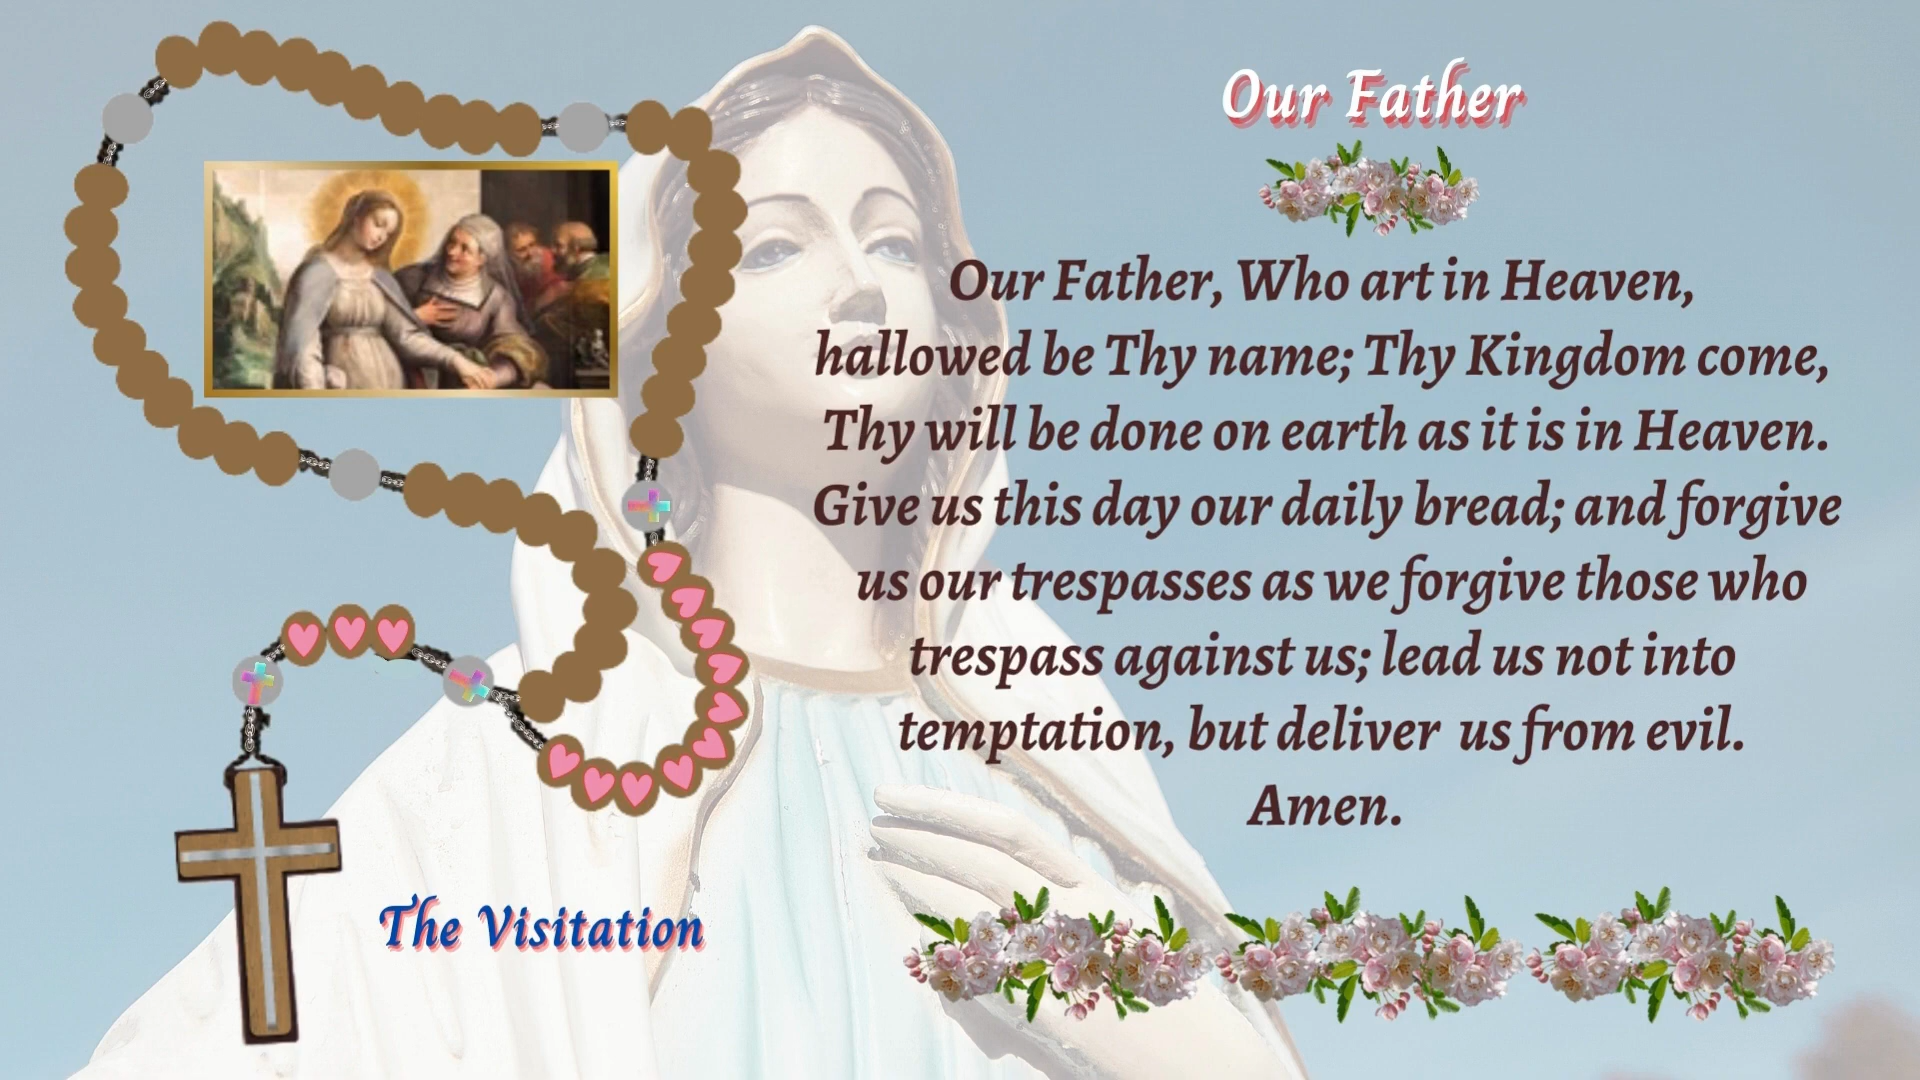 Our Father
Our Father, Who art in Heaven,
hallowed be Thy name; Thy Kingdom come,
Thy will be done on earth as it is in Heaven.
Give us this day our daily bread; and forgive
us our trespasses as we forgive those who
trespass against us; lead us not into
temptation, but deliver us from evil.
Amen.
The Visitation